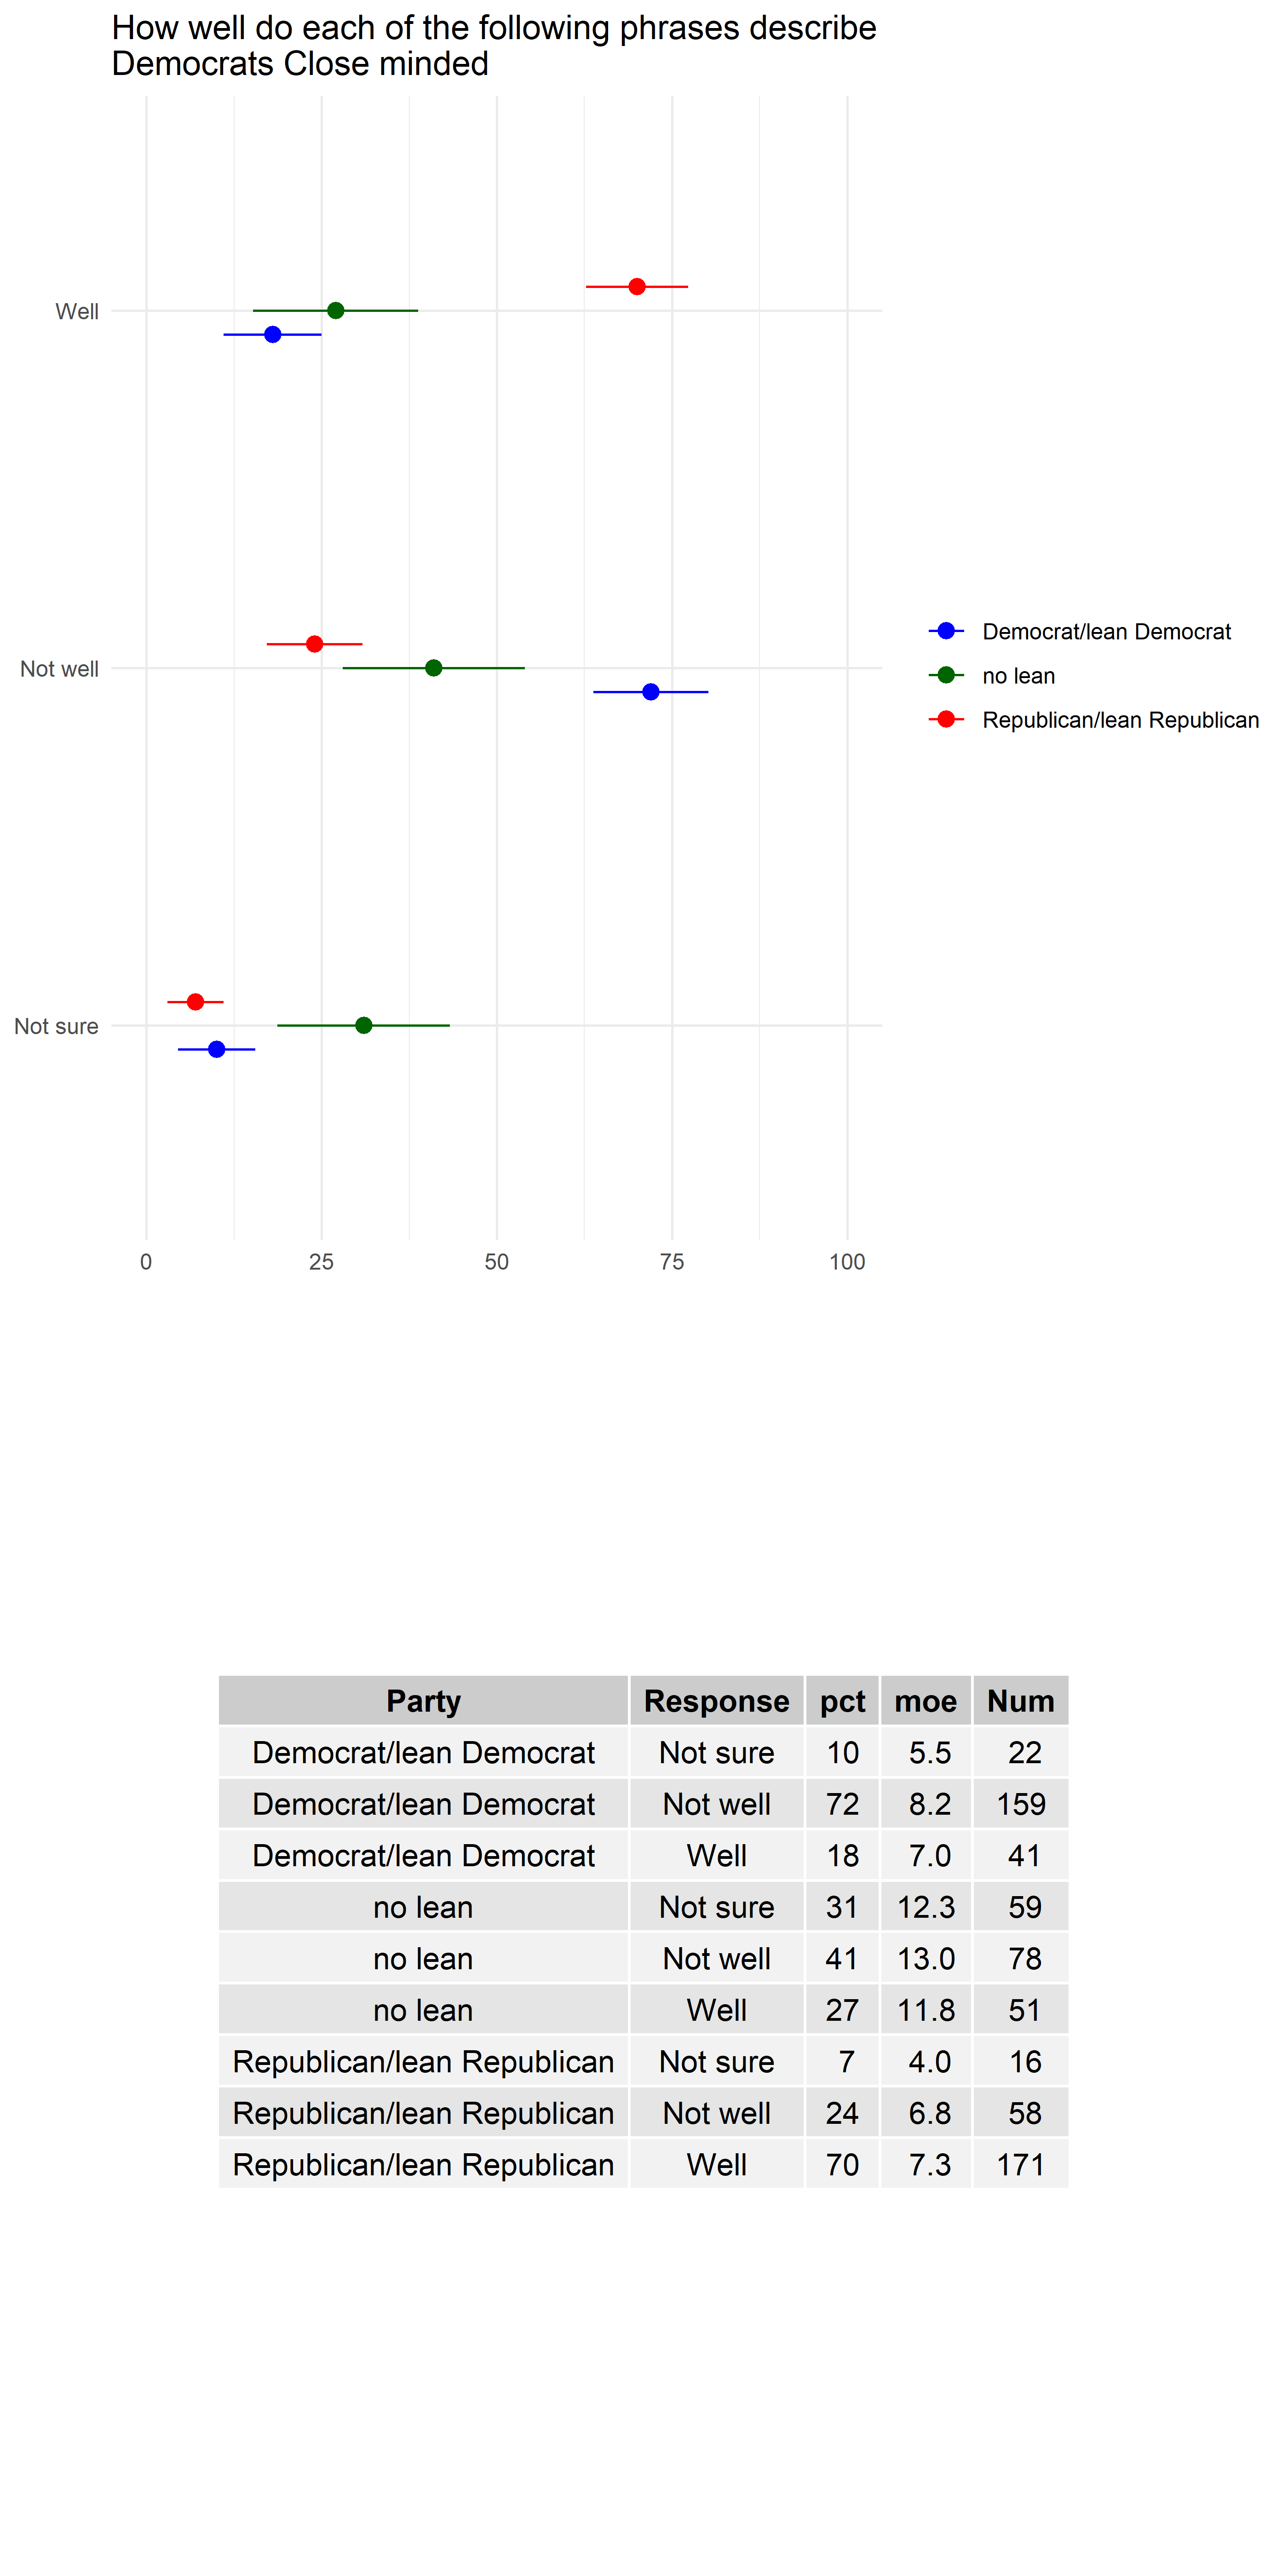 How well do each of the following phrases describe
Democrats Close minded
Well
Not well
Not sure
0 25 50 75 100
Democrat/lean Democrat
no lean
Republican/lean Republican
Party Response pct moe Num
Democrat/lean Democrat Not sure 10 5.5 22
Democrat/lean Democrat Not well 72 8.2 159
Democrat/lean Democrat Well 18 7.0 41
no lean Not sure 31 12.3 59
no lean Not well 41 13.0 78
no lean Well 27 11.8 51
Republican/lean Republican Not sure 7 4.0 16
Republican/lean Republican Not well 24 6.8 58
Republican/lean Republican Well 70 7.3 171